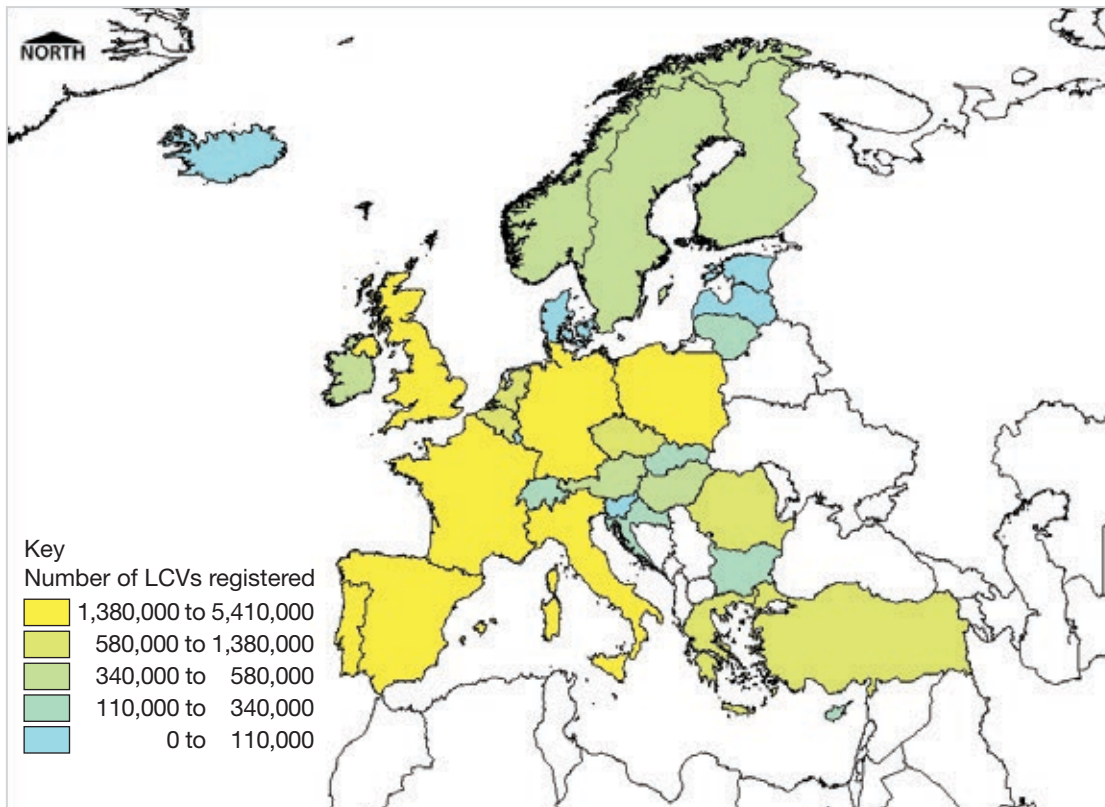 NORTH
Key
Number of LCVs registered
1,380,000 to 5,410,000
580,000 to 1,380,000
340,000 to 580,000
110,000 to 340,000
0 to 110,000